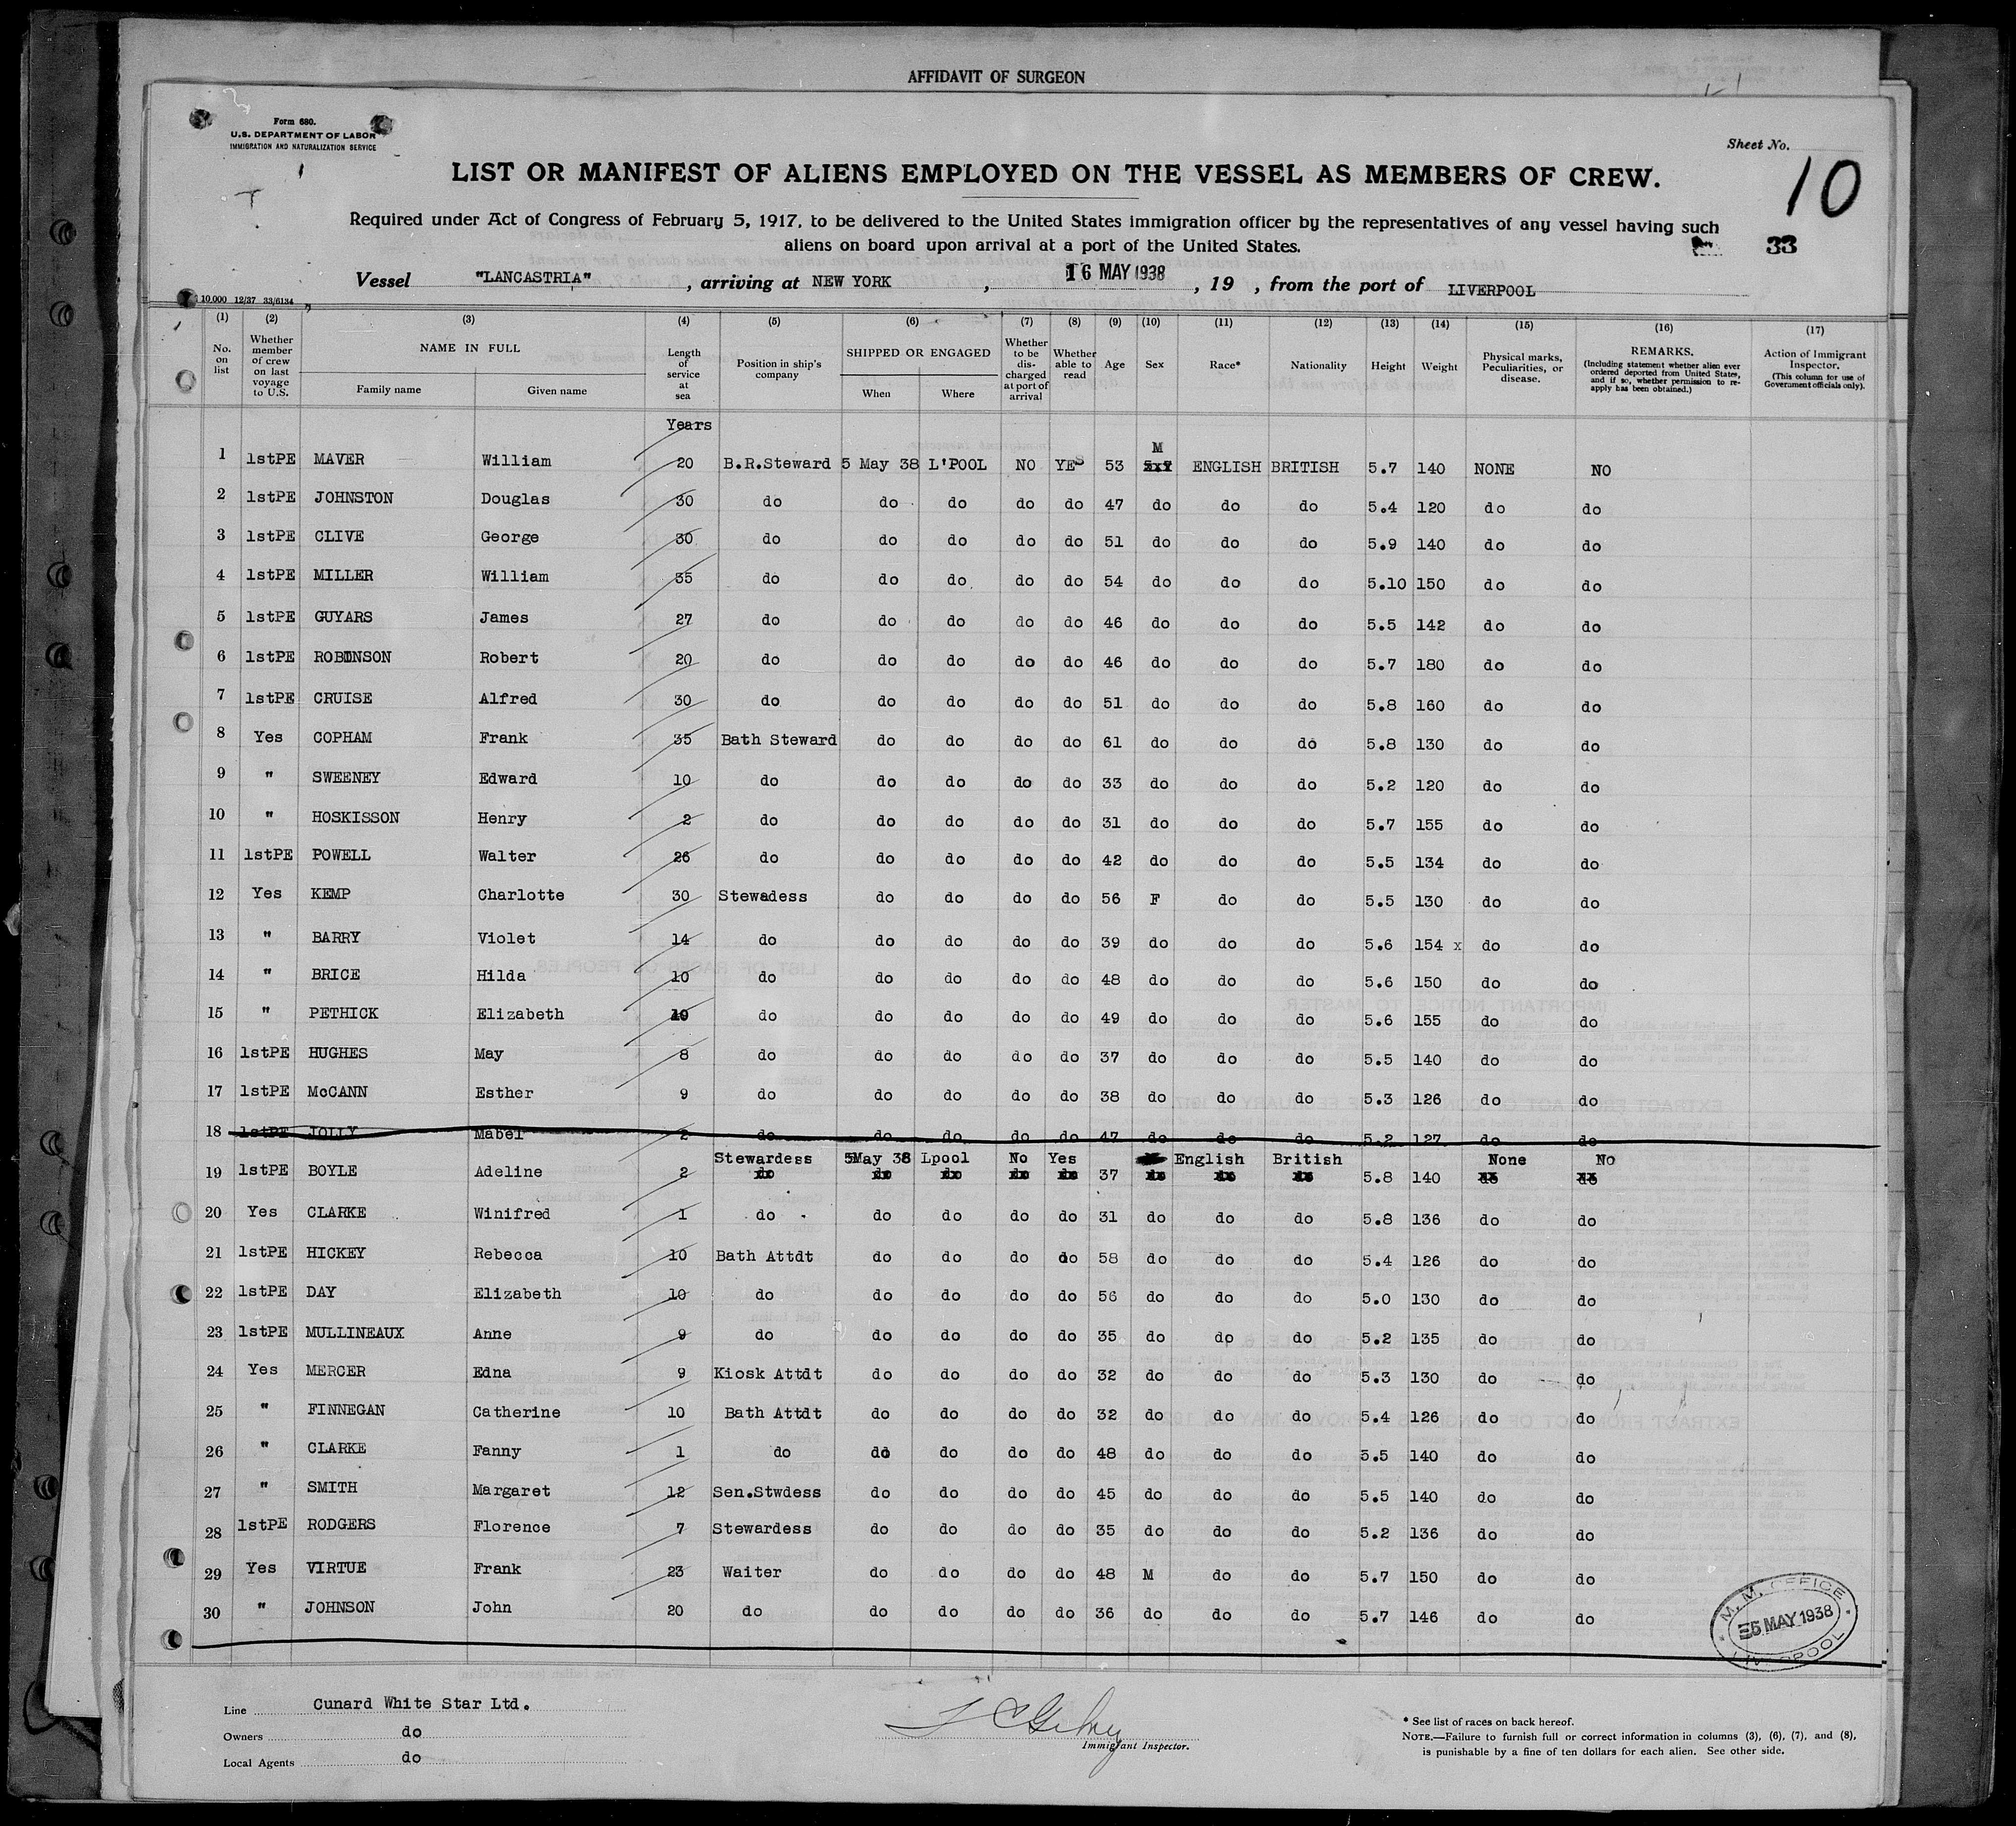 AFFIDAVIT OF SURGEON
Form 680.
U.S. DEPARTMENT OF LABOR
IMMIGRATION AND NATURALIZATION SERVICE
Sheet No.
10
LIST OR MANIFEST OF ALIENS EMPLOYED ON THE VESSEL AS MEMBERS OF CREW.
Required under Act of Congress of February 5, 1917, to be delivered to the United States immigration officer by the representatives of any vessel having such
aliens on board upon arrival at a port of the United States.
33
Vessel "LANCASTRIA", arriving at NEW YORK, 16 MAY 1938, 19 , from the port of LIVERPOOL
10,000 12/37 33/6134
(1) (2) (3) (4) (5) (6) (7) (8) (9) (10) (11) (12) (13) (14) (15) (16) (17)
No. on list
Whether member of crew on last voyage to U.S.
NAME IN FULL
Family name
Given name
Length of service at sea
Position in ship's company
SHIPPED OR ENGAGED
When
Where
Whether to be discharged at port of arrival
Whether able to read
Age
Sex
Race*
Nationality
Height
Weight
Physical marks, Peculiarities, or disease.
REMARKS.
(Including statement whether alien ever ordered deported from United States, and if so, whether permission to reapply has been obtained.)
Action of Immigrant Inspector.
(This column for use of Government officials only).
Years
1 1stPE MAVER William 20 B.R.Steward 5 May 38 L'POOL NO YES 53 M ENGLISH BRITISH 5.7 140 NONE NO
2 1stPE JOHNSTON Douglas 30 do do do do do 47 do do do 5.4 120 do do
3 1stPE CLIVE George 30 do do do do do 51 do do do 5.9 140 do do
4 1stPE MILLER William 35 do do do do do 54 do do do 5.10 150 do do
5 1stPE GUYARS James 27 do do do do do 46 do do do 5.5 142 do do
6 1stPE ROBINSON Robert 20 do do do do do 46 do do do 5.7 180 do do
7 1stPE CRUISE Alfred 30 do do do do do 51 do do do 5.8 160 do do
8 Yes COPHAM Frank 35 Bath Steward do do do do 61 do do do 5.8 130 do do
9 " SWEENEY Edward 10 do do do do do 33 do do do 5.2 120 do do
10 " HOSKISSON Henry 2 do do do do do 31 do do do 5.7 155 do do
11 1stPE POWELL Walter 26 do do do do do 42 do do do 5.5 134 do do
12 Yes KEMP Charlotte 30 Stewadess do do do do 56 F do do 5.5 130 do do
13 " BARRY Violet 14 do do do do do 39 do do do 5.6 154 x do do
14 " BRICE Hilda 10 do do do do do 48 do do do 5.6 150 do do
15 " PETHICK Elizabeth do do do do do 49 do do do 5.6 155 do do
16 1stPE HUGHES May 8 do do do do do 37 do do do 5.5 140 do do
17 1stPE McCANN Esther 9 do do do do do 38 do do do 5.3 126 do do
18 1stPE JOLLY Mabel 2 do do do do do 47 do do do 5.2 127 do do
19 1stPE BOYLE Adeline 2 Stewardess 5May 38 Lpool No Yes 37 do English British 5.8 140 None No
20 Yes CLARKE Winifred 1 do do do do do 31 do do do 5.8 136 do do
21 1stPE HICKEY Rebecca 10 Bath Attdt do do do do 58 do do do 5.4 126 do do
22 1stPE DAY Elizabeth 10 do do do do do 56 do do do 5.0 130 do do
23 1stPE MULLINEAUX Anne 9 do do do do do 35 do do do 5.2 135 do do
24 Yes MERCER Edna 9 Kiosk Attdt do do do do 32 do do do 5.3 130 do do
25 " FINNEGAN Catherine 10 Bath Attdt do do do do 32 do do do 5.4 126 do do
26 " CLARKE Fanny 1 do do do do do 48 do do do 5.5 140 do do
27 " SMITH Margaret 12 Sen.Stwdess do do do do 45 do do do 5.5 140 do do
28 1stPE RODGERS Florence 7 Stewardess do do do do 35 do do do 5.2 136 do do
29 Yes VIRTUE Frank 23 Waiter do do do do 48 M do do 5.7 150 do do
30 " JOHNSON John 20 do do do do do 36 do do do 5.7 146 do do
M. M. OFFICE
5 MAY 1938
LIVERPOOL
Line Cunard White Star Ltd.
Owners do
Local Agents do
Immigrant Inspector.
* See list of races on back hereof.
NOTE.—Failure to furnish full or correct information in columns (3), (6), (7), and (8),
is punishable by a fine of ten dollars for each alien. See other side.